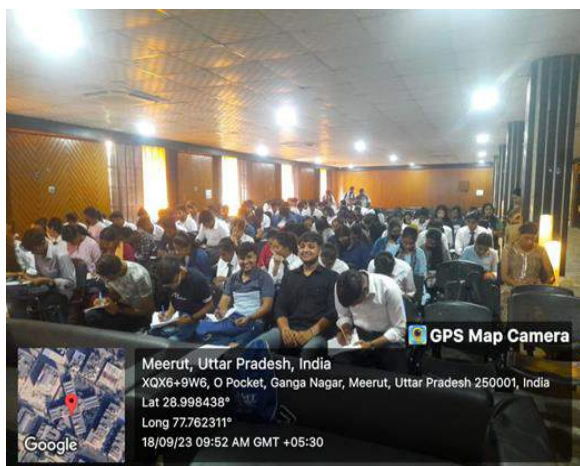 GPS Map Camera
Meerut, Uttar Pradesh, India
XQX6+9W6, O Pocket, Ganga Nagar, Meerut, Uttar Pradesh 250001, India
Lat 28.998438°
Long 77.762311°
18/09/23 09:52 AM GMT +05:30
Google